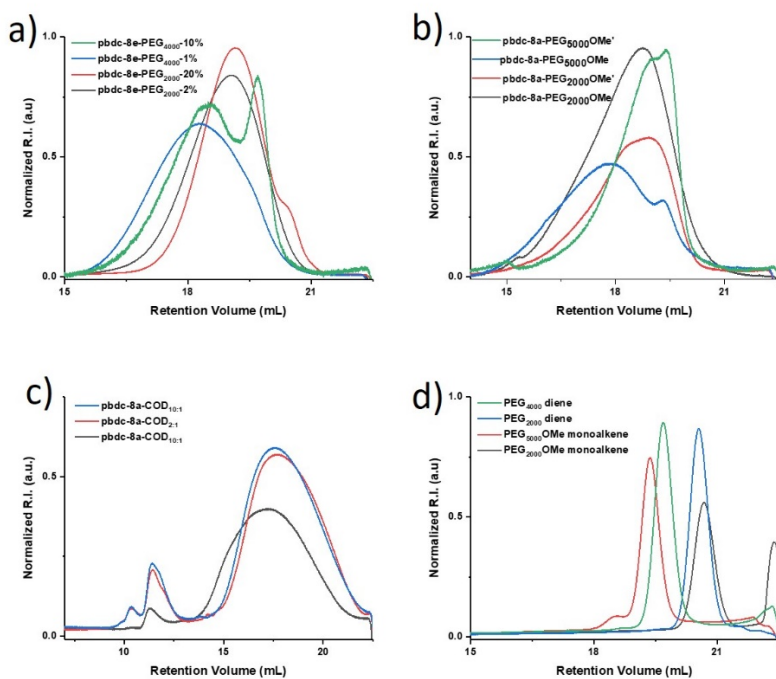 a)
pbdc-8e-PEG4000-10%
pbdc-8e-PEG4000-1%
pbdc-8e-PEG2000-20%
pbdc-8e-PEG2000-2%
Normalized R.I. (a.u)
1.0
0.5
0.0
15
18
21
Retention Volume (mL)
b)
pbdc-8a-PEG5000OMe'
pbdc-8a-PEG5000OMe
pbdc-8a-PEG2000OMe'
pbdc-8a-PEG2000OMe
Normalized R.I. (a.u.)
1.0
0.5
0.0
15
18
21
Retention Volume (mL)
c)
pbdc-8a-COD10:1
pbdc-8a-COD2:1
pbdc-8a-COD10:1
Normalized R.I. (a.u.)
0.5
0.0
10
15
20
Retention Volume (mL)
d)
PEG4000 diene
PEG2000 diene
PEG5000OMe monoalkene
PEG2000OMe monoalkene
Normalized R.I. (a.u.)
1.0
0.5
0.0
15
18
21
Retention Volume (mL)